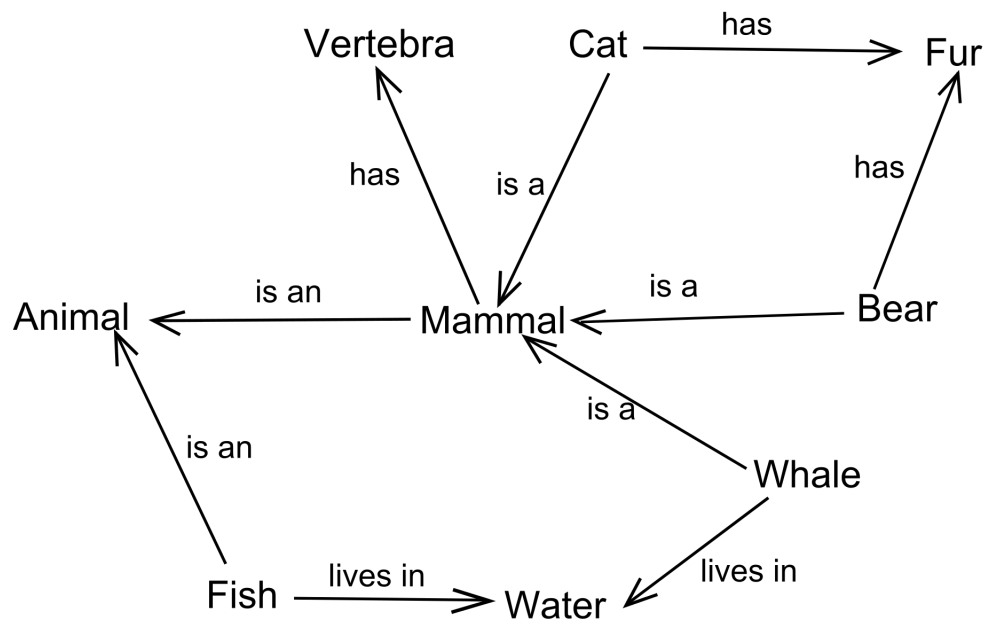 has
Vertebra
Cat
Fur
has
has
is a
is an
is a
Animal
Mammal
Bear
is a
is an
Whale
lives in
lives in
Fish
Water